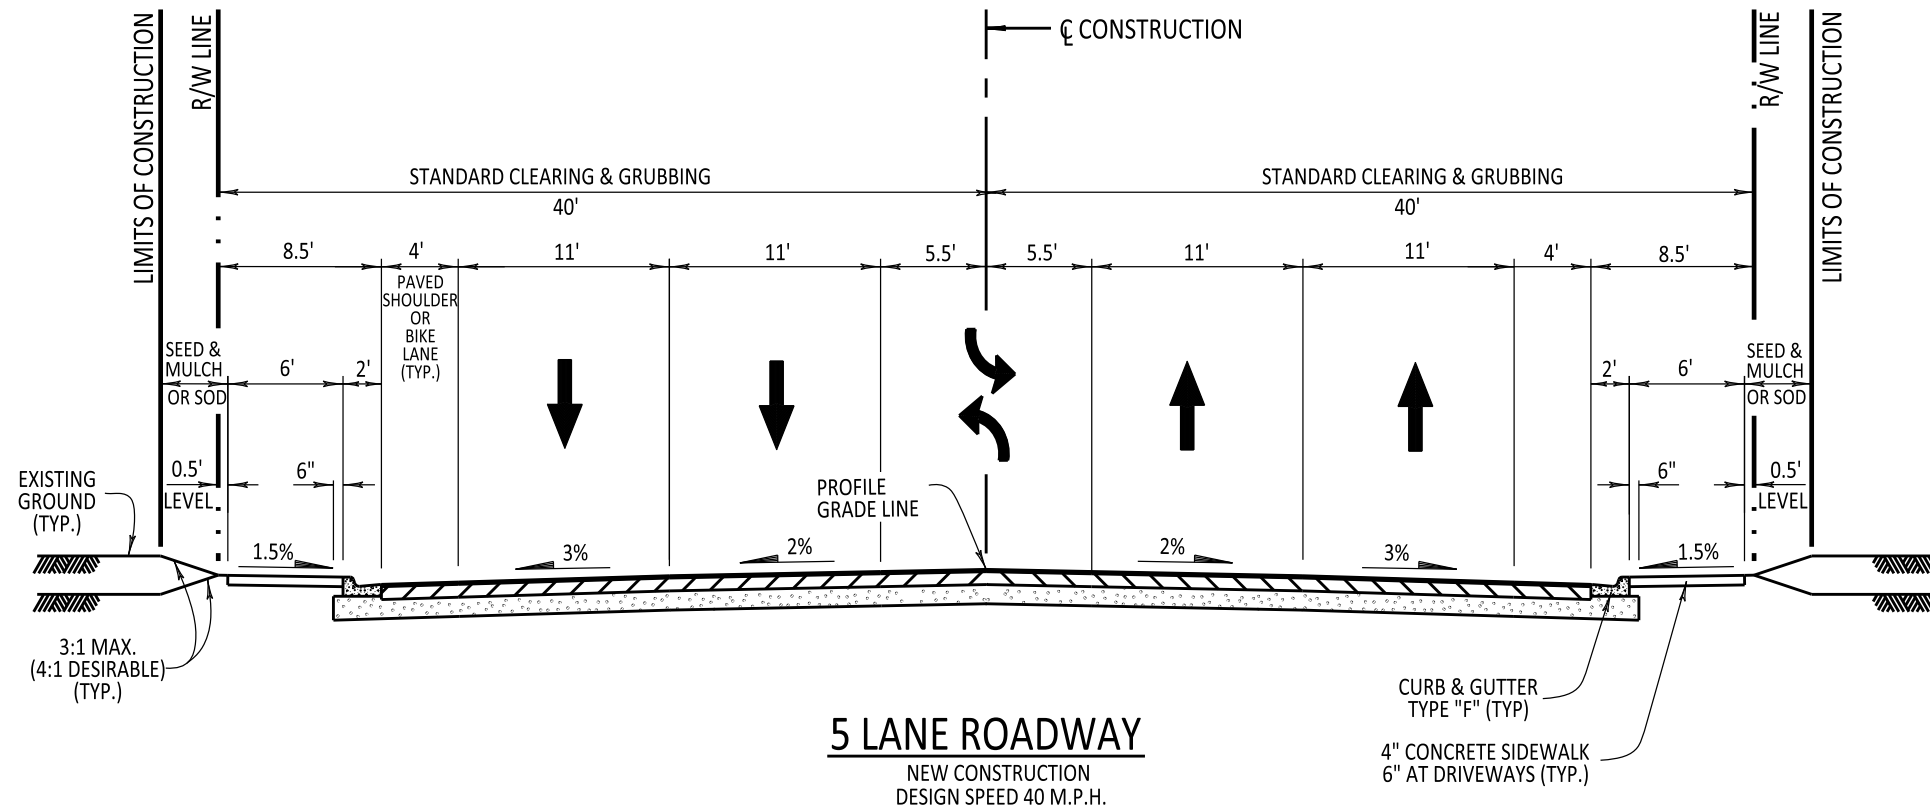 ℄ CONSTRUCTION
LIMITS OF CONSTRUCTION
R/W LINE
R/W LINE
LIMITS OF CONSTRUCTION
STANDARD CLEARING & GRUBBING
STANDARD CLEARING & GRUBBING
40'
40'
8.5'
4'
11'
11'
5.5'
5.5'
11'
11'
4'
8.5'
PAVED
SHOULDER
OR
BIKE
LANE
(TYP.)
SEED &
MULCH
OR SOD
6'
2'
2'
6'
SEED &
MULCH
OR SOD
0.5'
LEVEL
6"
6"
0.5'
LEVEL
EXISTING
GROUND
(TYP.)
PROFILE
GRADE LINE
1.5%
3%
2%
2%
3%
1.5%
3:1 MAX.
(4:1 DESIRABLE)
(TYP.)
CURB & GUTTER
TYPE "F" (TYP)
4" CONCRETE SIDEWALK
6" AT DRIVEWAYS (TYP.)
5 LANE ROADWAY
NEW CONSTRUCTION
DESIGN SPEED 40 M.P.H.